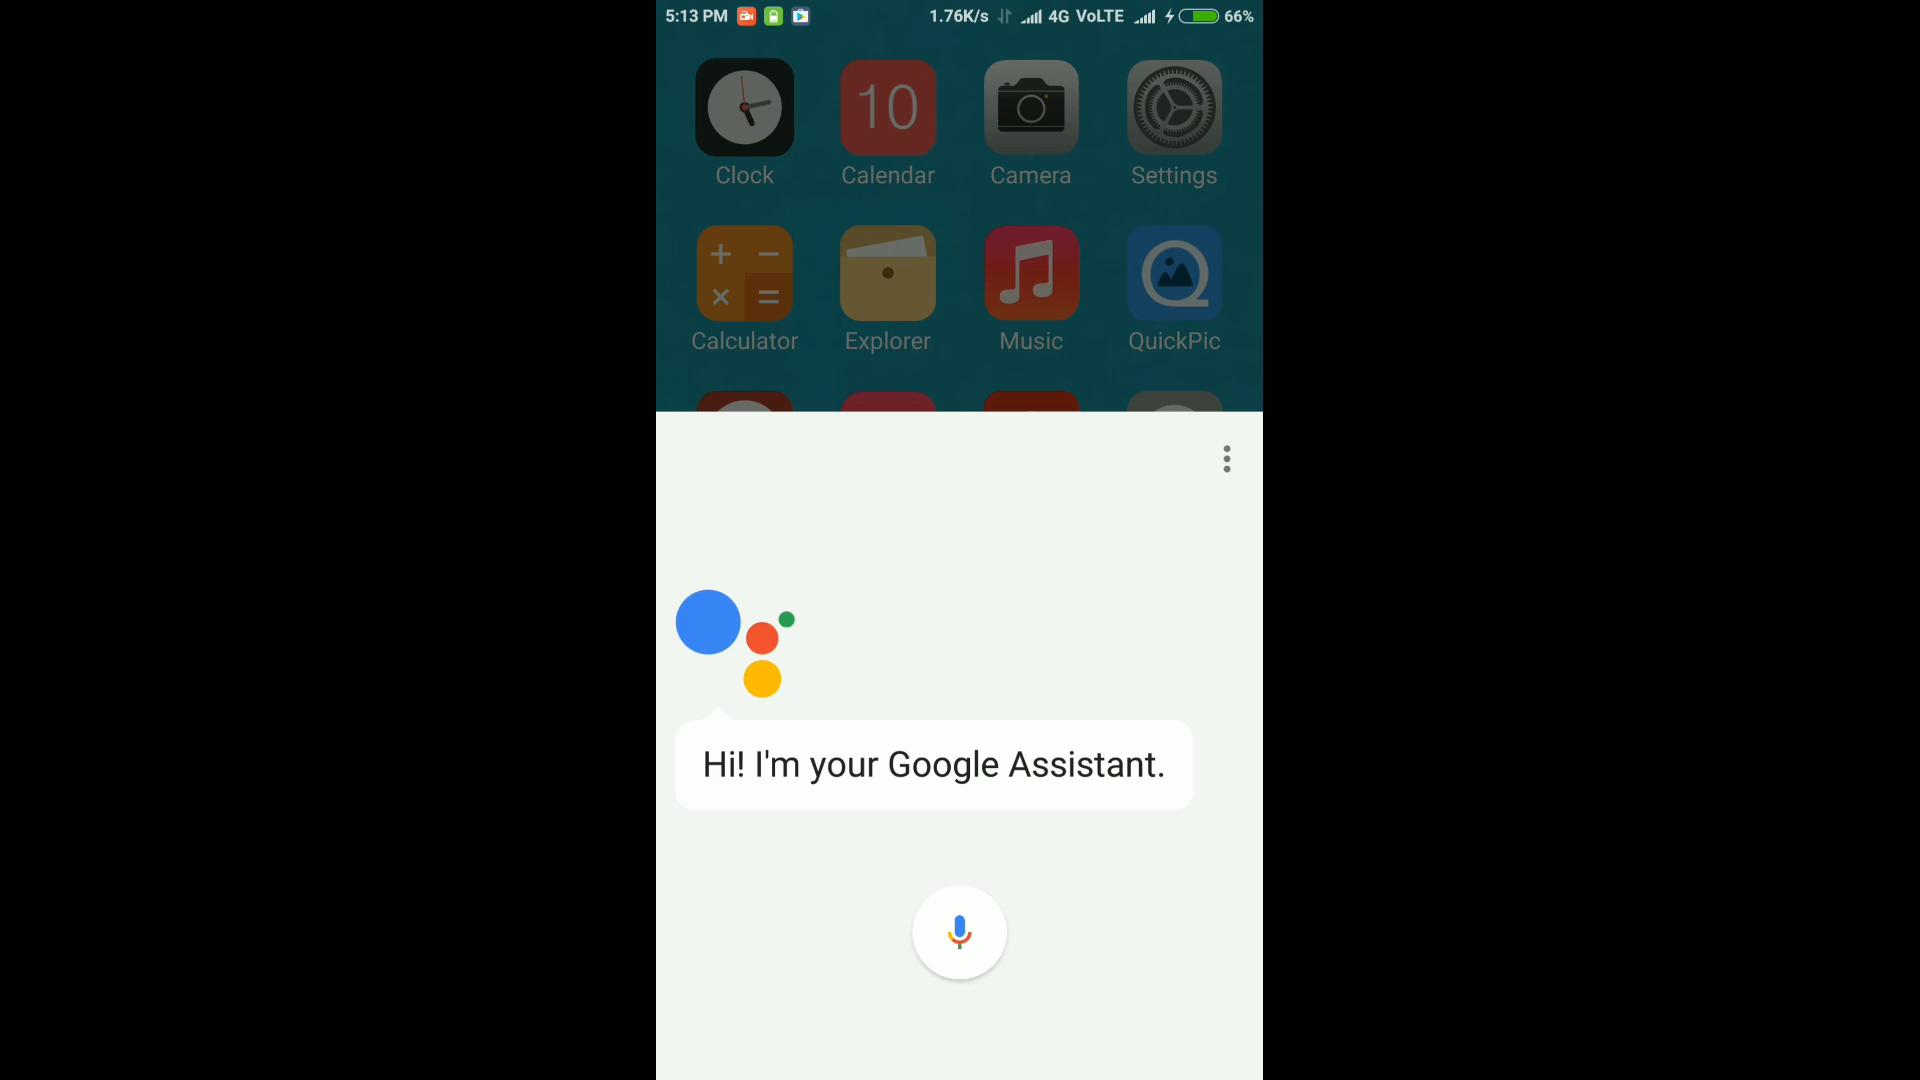 5:13 PM 1.76K/s 4G VoLTE 66%
10
Clock Calendar Camera Settings
Calculator Explorer Music QuickPic
Hi! I'm your Google Assistant.